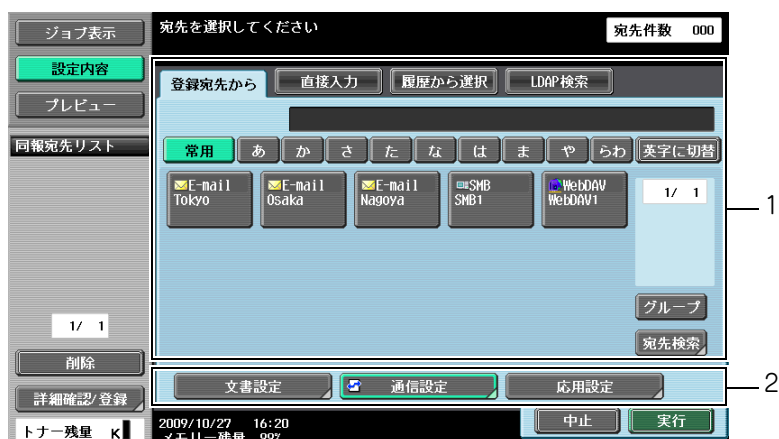 ジョブ表示
設定内容
プレビュー
同報宛先リスト
1/ 1
削除
詳細確認/登録
トナー残量 K
宛先を選択してください
宛先件数 000
登録宛先から 直接入力 履歴から選択 LDAP検索
常用 あ か さ た な は ま や らわ 英字に切替
E-mail Tokyo
E-mail Osaka
E-mail Nagoya
SMB SMB1
WebDAV WebDAV1
1/ 1
グループ
宛先検索
文書設定 通信設定 応用設定
2009/10/27 16:20
メモリー残量 99%
中止 実行
1
2